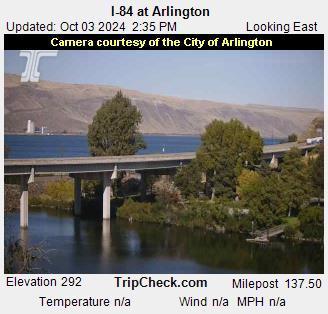 I-84 at Arlington
Updated: Oct 03 2024 2:35 PM Looking East
Camera courtesy of the City of Arlington
Elevation 292 TripCheck.com Milepost 137.50
Temperature n/a Wind n/a MPH n/a